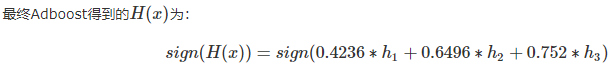 最终Adboost得到的H(x)为：
sign(H(x)) = sign(0.4236 * h₁ + 0.6496 * h₂ + 0.752 * h₃)